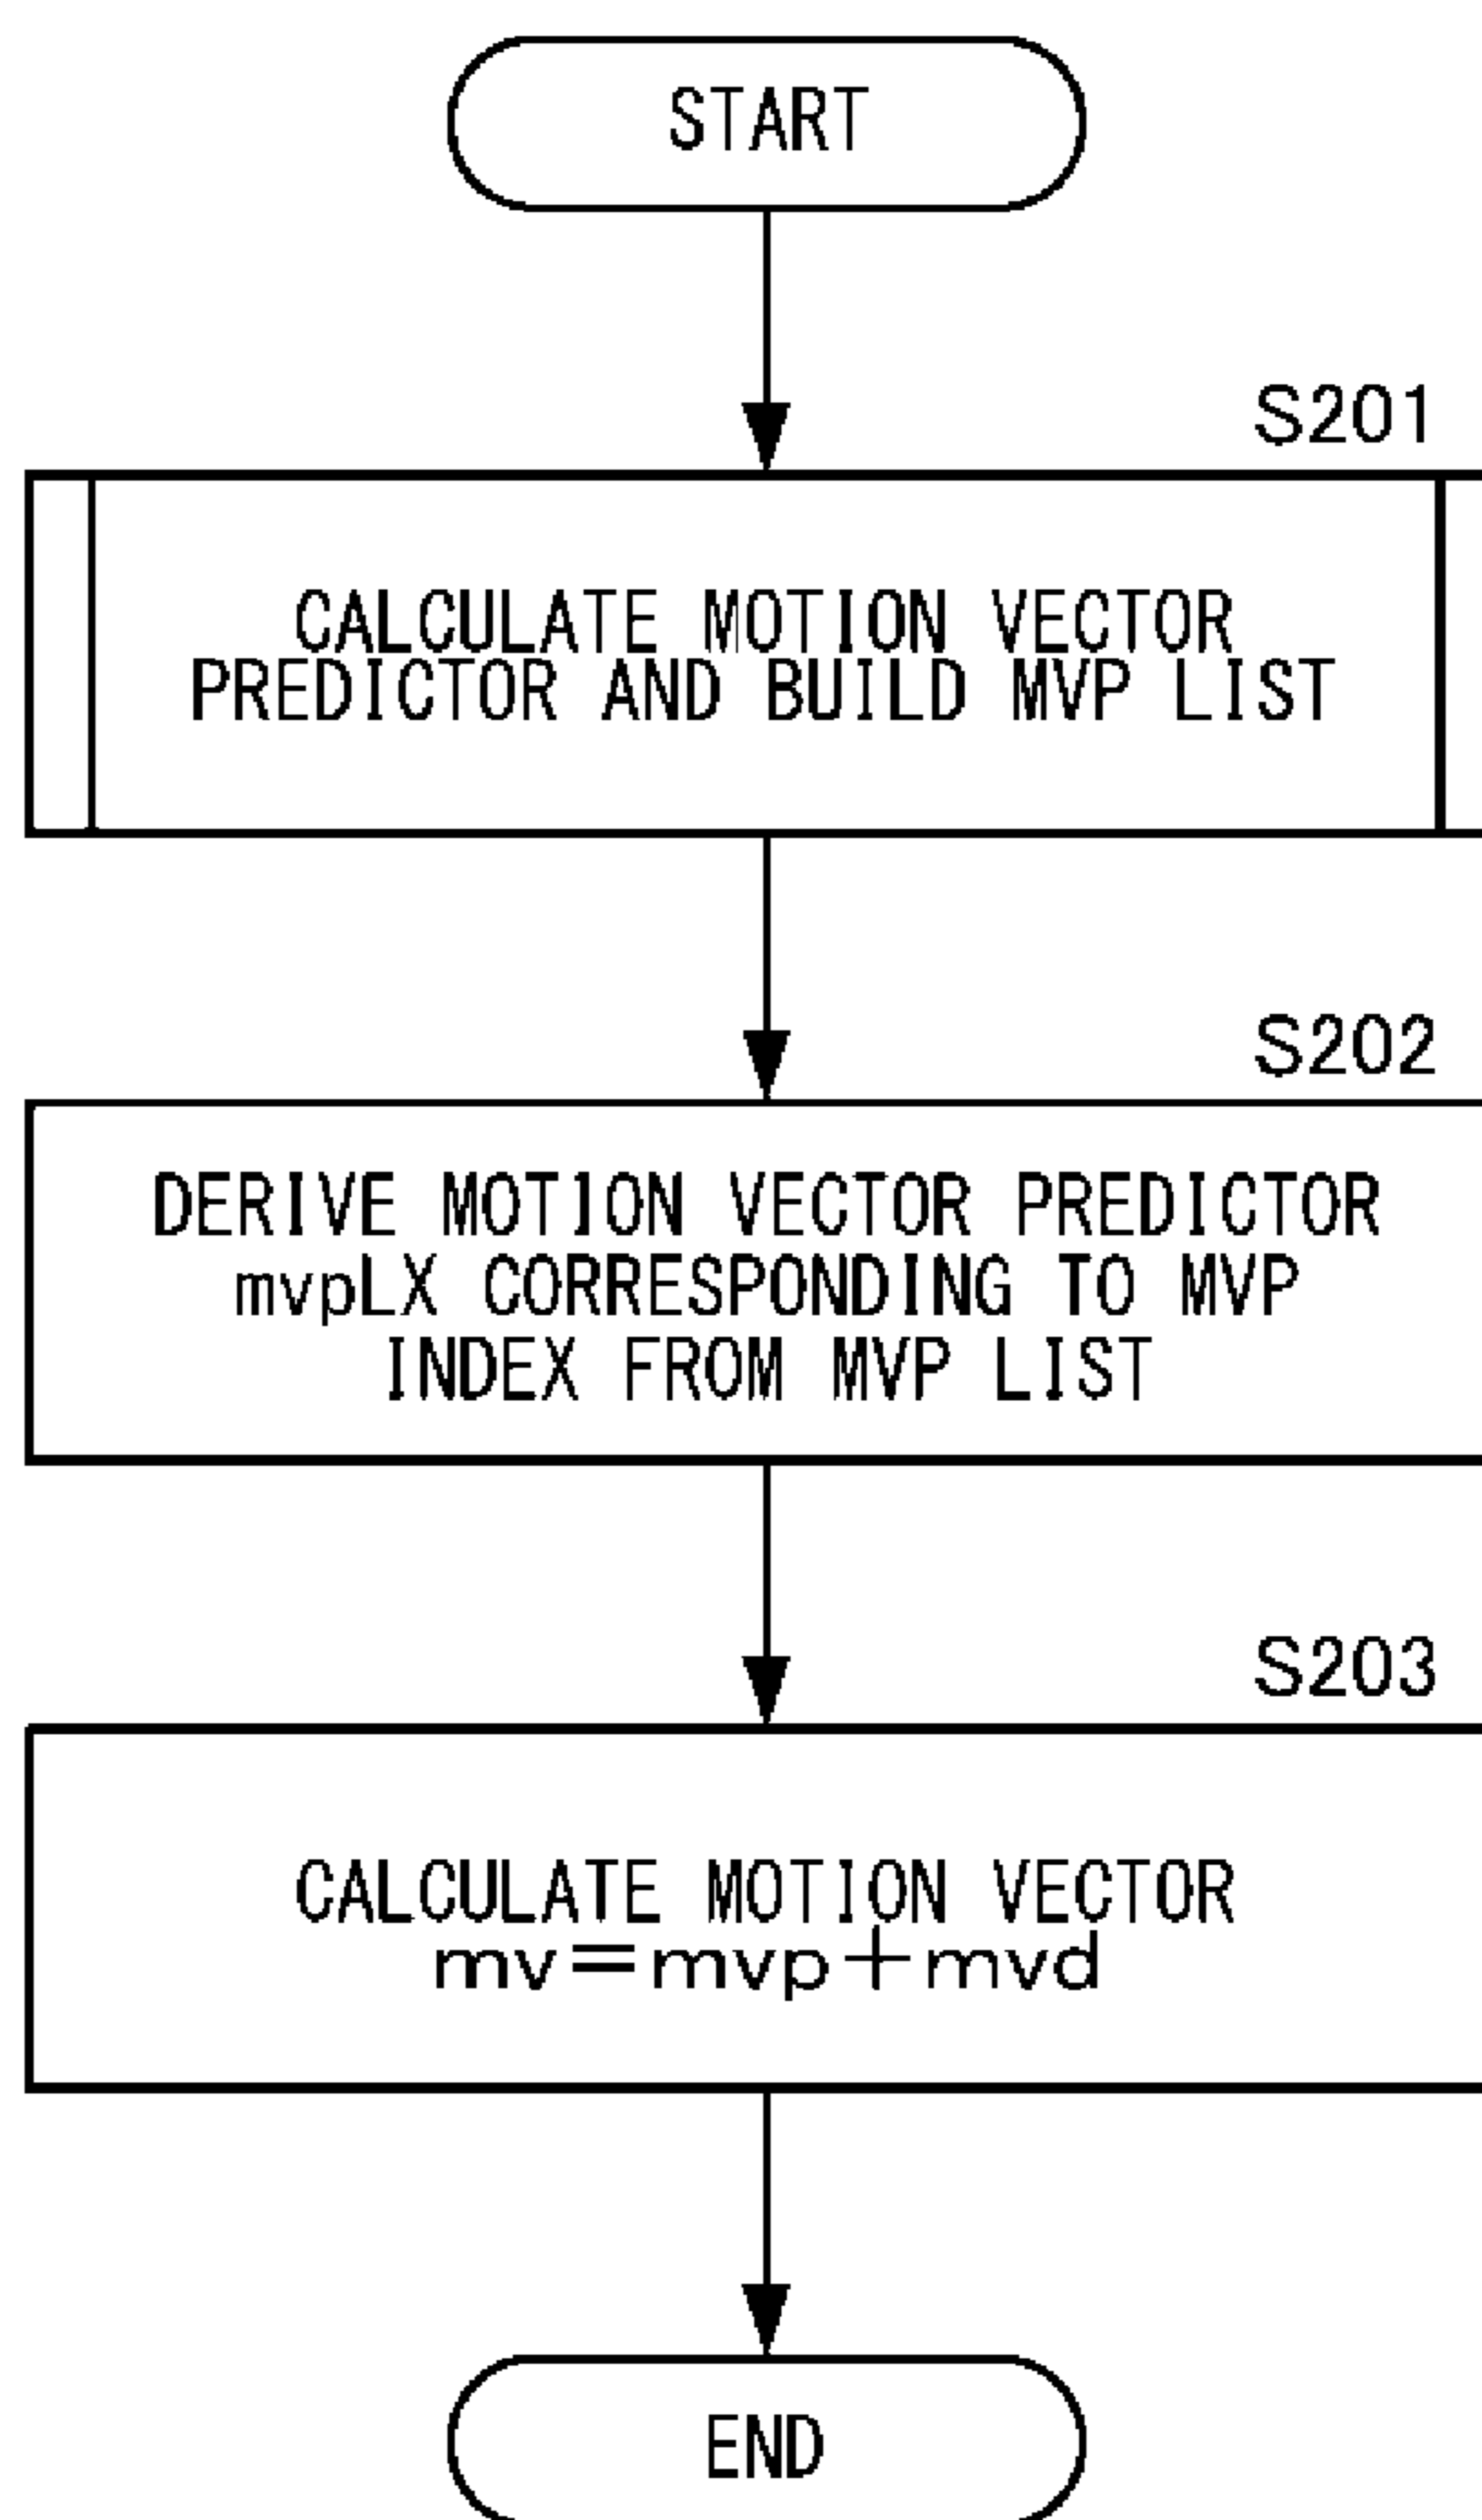 START
S201
CALCULATE MOTION VECTOR
PREDICTOR AND BUILD MVP LIST
S202
DERIVE MOTION VECTOR PREDICTOR
mvpLX CORRESPONDING TO MVP
INDEX FROM MVP LIST
S203
CALCULATE MOTION VECTOR
mv=mvp+mvd
END